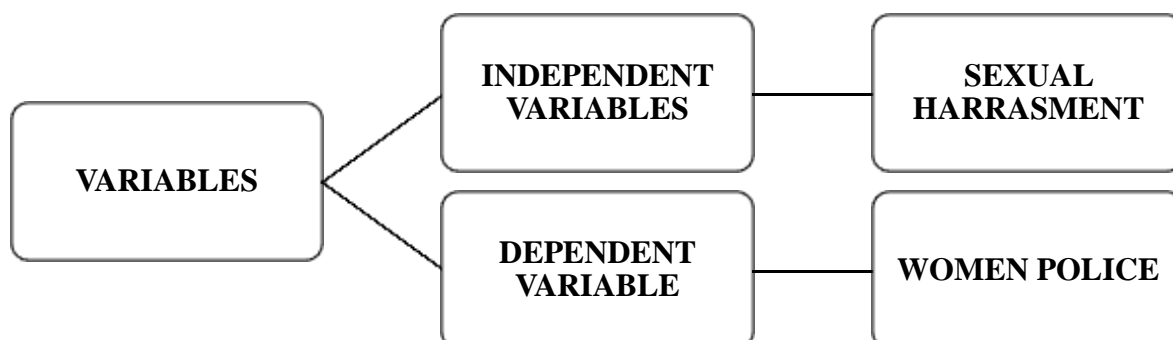 VARIABLES
INDEPENDENT
VARIABLES
SEXUAL
HARRASMENT
DEPENDENT
VARIABLE
WOMEN POLICE